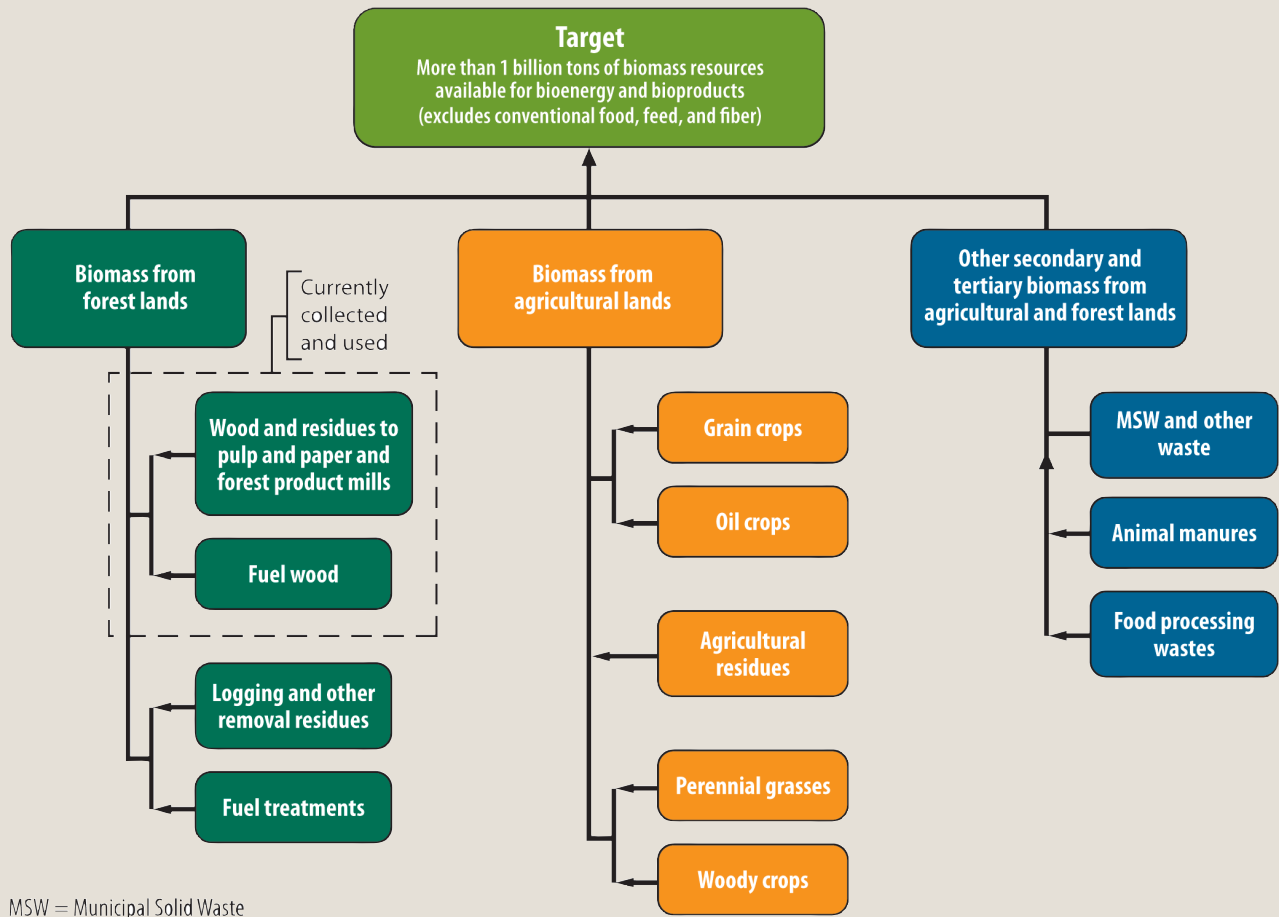 Target
More than 1 billion tons of biomass resources
available for bioenergy and bioproducts
(excludes conventional food, feed, and fiber)
Biomass from
forest lands
Currently
collected
and used
Wood and residues to
pulp and paper and
forest product mills
Fuel wood
Logging and other
removal residues
Fuel treatments
Biomass from
agricultural lands
Grain crops
Oil crops
Agricultural
residues
Perennial grasses
Woody crops
Other secondary and
tertiary biomass from
agricultural and forest lands
MSW and other
waste
Animal manures
Food processing
wastes
MSW = Municipal Solid Waste